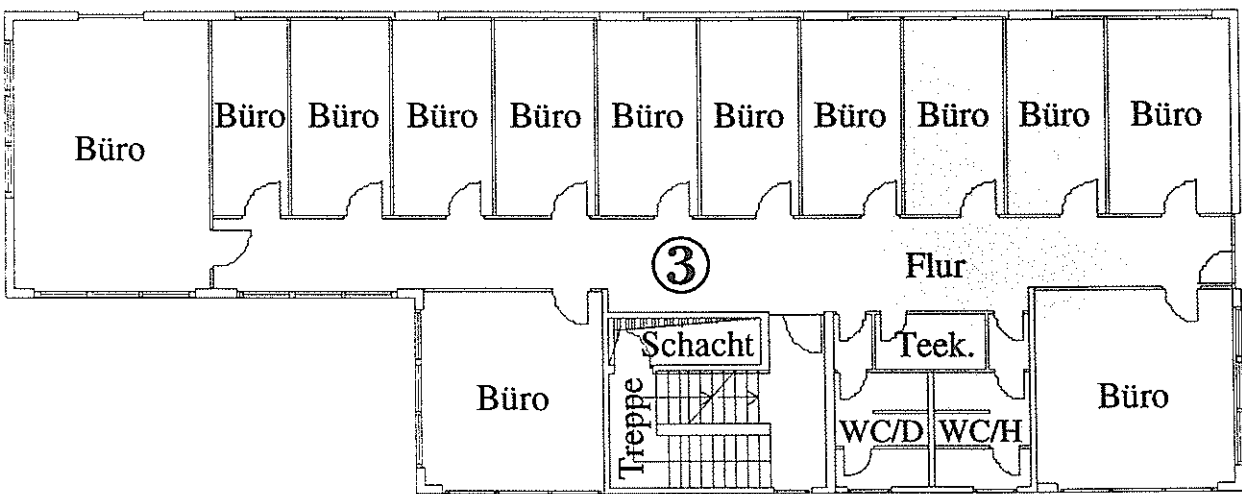 Büro
Büro Büro Büro Büro Büro Büro Büro Büro Büro Büro
③ Flur
Schacht Teek.
Büro Treppe WC/D WC/H Büro